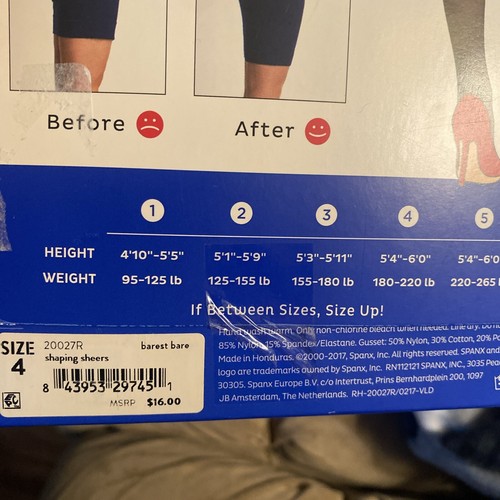 Before
After
1 2 3 4 5
HEIGHT 4'10"-5'5" 5'1"-5'9" 5'3"-5'11" 5'4"-6'0" 5'4"-6'0
WEIGHT 95-125 lb 125-155 lb 155-180 lb 180-220 lb 220-265
If Between Sizes, Size Up!
Hand wash warm. Only non-chlorine bleach when needed. Line dry.
85% Nylon, 15% Spandex/Elastane. Gusset: 50% Nylon, 30% Cotton, 20%
Made in Honduras. ©2000-2017, Spanx, Inc. All rights reserved. SPANX and
logo are trademarks owned by Spanx, Inc. RN112121 SPANX, INC., 3035
30305. Spanx Europe B.V. c/o Intertrust, Prins Bernhardplein 200, 1097
JB Amsterdam, The Netherlands. RH-20027R/0217-VLD
SIZE
4
20027R barest bare
shaping sheers
8 43953 29745 1
MSRP $16.00